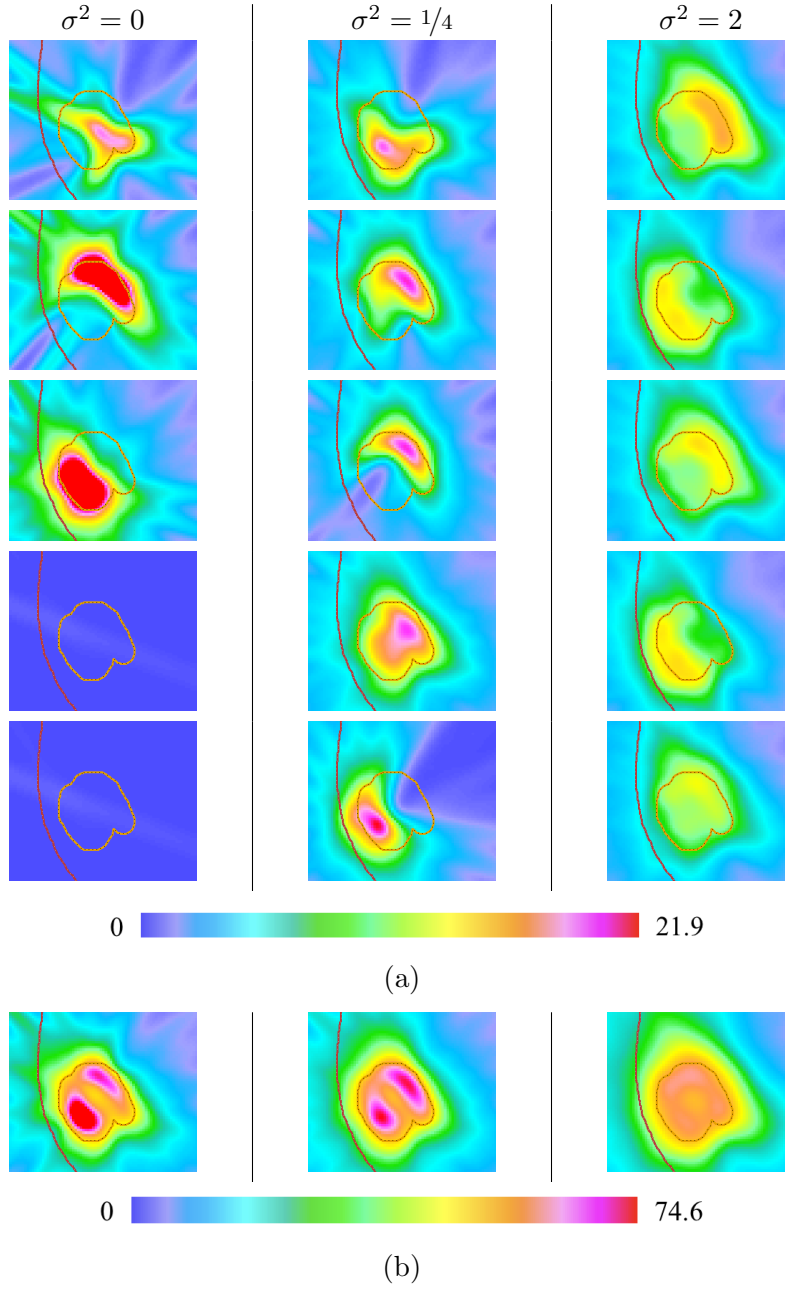 σ² = 0
σ² = 1/4
σ² = 2
0
21.9
(a)
0
74.6
(b)